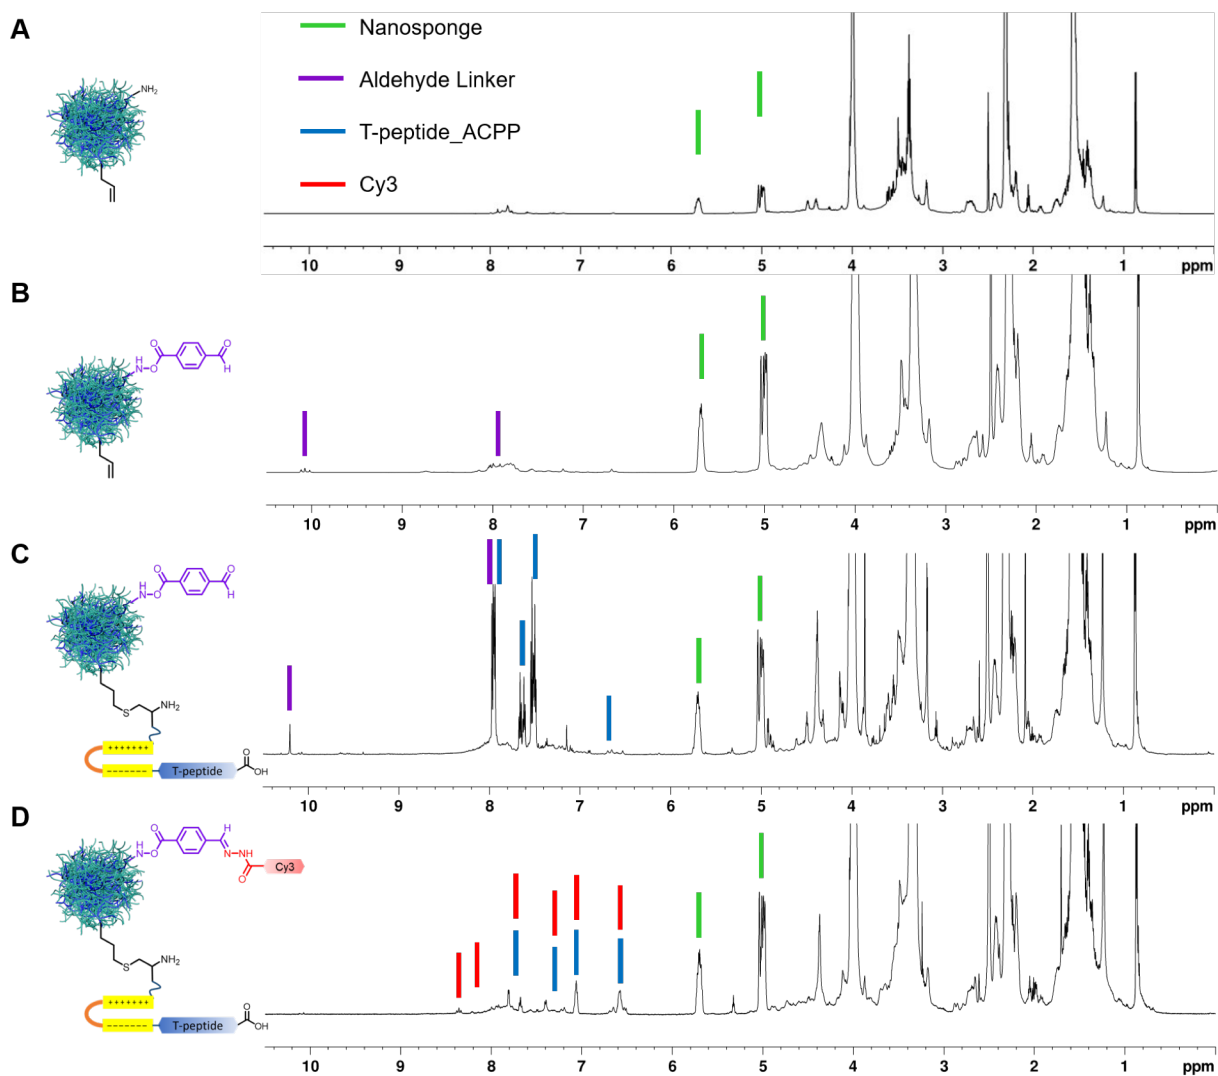 A
Nanosponge
Aldehyde Linker
T-peptide_ACPP
Cy3
NH₂
10 9 8 7 6 5 4 3 2 1 ppm
B
H
N
O
O
O
H
10 9 8 7 6 5 4 3 2 1 ppm
C
H
N
O
O
O
H
S
NH₂
+++++++
−−−−−−−
T-peptide
O
OH
10 9 8 7 6 5 4 3 2 1 ppm
D
H
N
O
O
H
N
NH
O
Cy3
S
NH₂
+++++++
−−−−−−−
T-peptide
O
OH
10 9 8 7 6 5 4 3 2 1 ppm